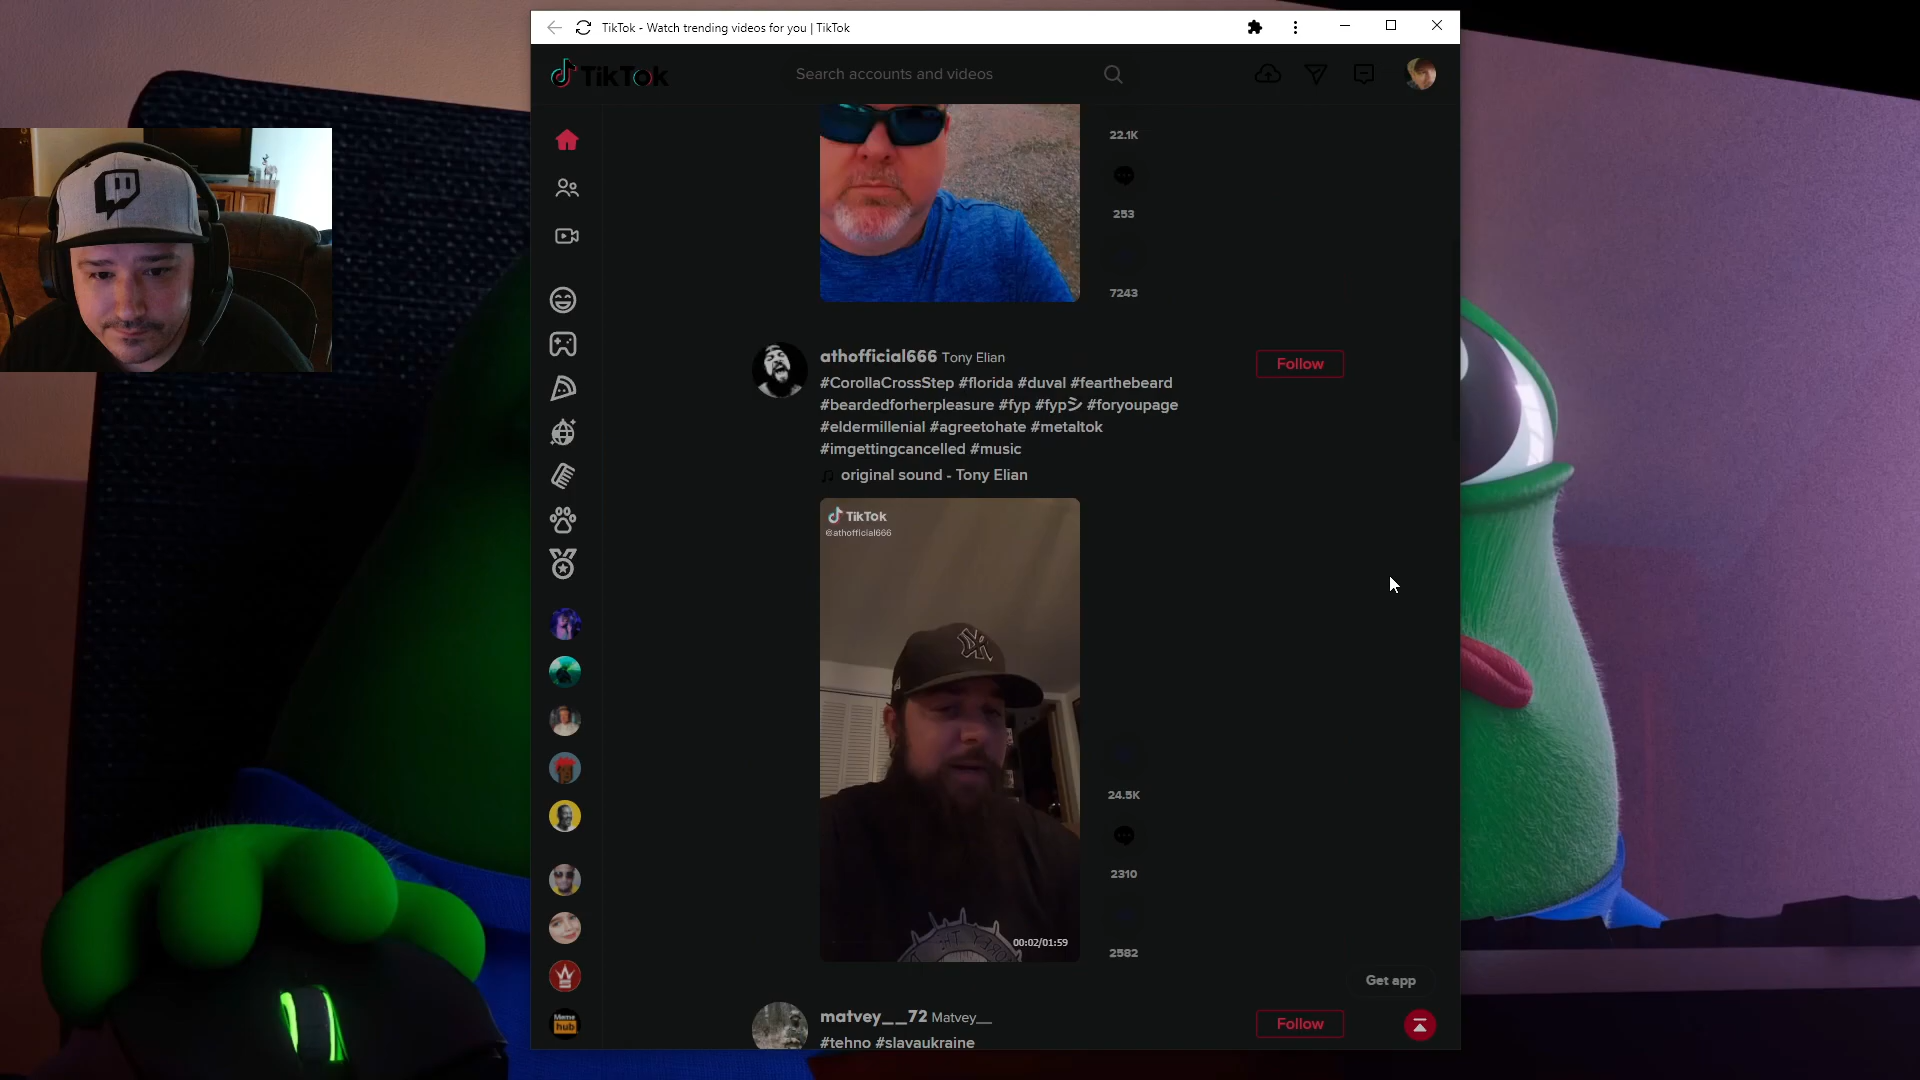 TikTok - Watch trending videos for you | TikTok
TikTok
Search accounts and videos
22.1K
253
7243
athofficial666 Tony Elian
Follow
#CorollaCrossStep #florida #duval #fearthebeard
#beardedforherpleasure #fyp #fypシ #foryoupage
#eldermillenial #agreetohate #metaltok
#imgettingcancelled #music
original sound - Tony Elian
TikTok
@athofficial666
24.5K
2310
00:02/01:59
2582
Get app
matvey__72 Matvey__
Follow
#tehno #slavaukraine
Meme
hub